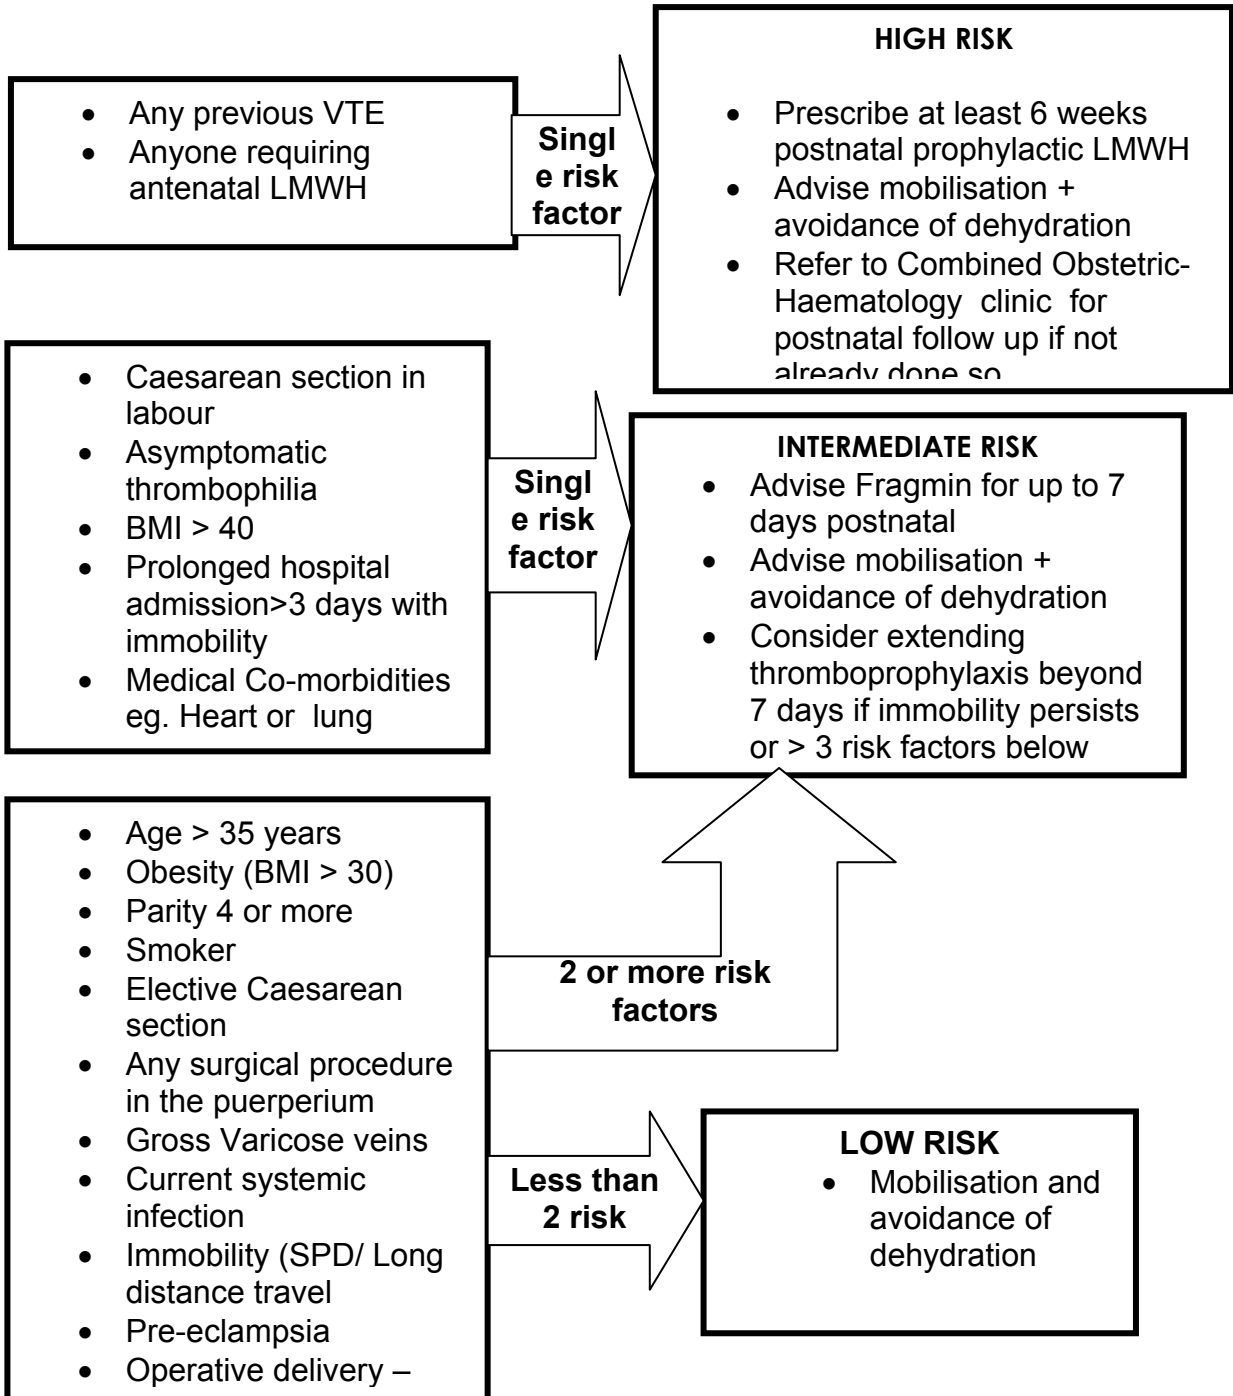 • Any previous VTE
• Anyone requiring
antenatal LMWH
Singl
e risk
factor
HIGH RISK
• Prescribe at least 6 weeks
postnatal prophylactic LMWH
• Advise mobilisation +
avoidance of dehydration
• Refer to Combined Obstetric-
Haematology clinic for
postnatal follow up if not
already done so
• Caesarean section in
labour
• Asymptomatic
thrombophilia
• BMI > 40
• Prolonged hospital
admission>3 days with
immobility
• Medical Co-morbidities
eg. Heart or lung
Singl
e risk
factor
INTERMEDIATE RISK
• Advise Fragmin for up to 7
days postnatal
• Advise mobilisation +
avoidance of dehydration
• Consider extending
thromboprophylaxis beyond
7 days if immobility persists
or > 3 risk factors below
• Age > 35 years
• Obesity (BMI > 30)
• Parity 4 or more
• Smoker
• Elective Caesarean
section
• Any surgical procedure
in the puerperium
• Gross Varicose veins
• Current systemic
infection
• Immobility (SPD/ Long
distance travel
• Pre-eclampsia
• Operative delivery –
2 or more risk
factors
Less than
2 risk
LOW RISK
• Mobilisation and
avoidance of
dehydration